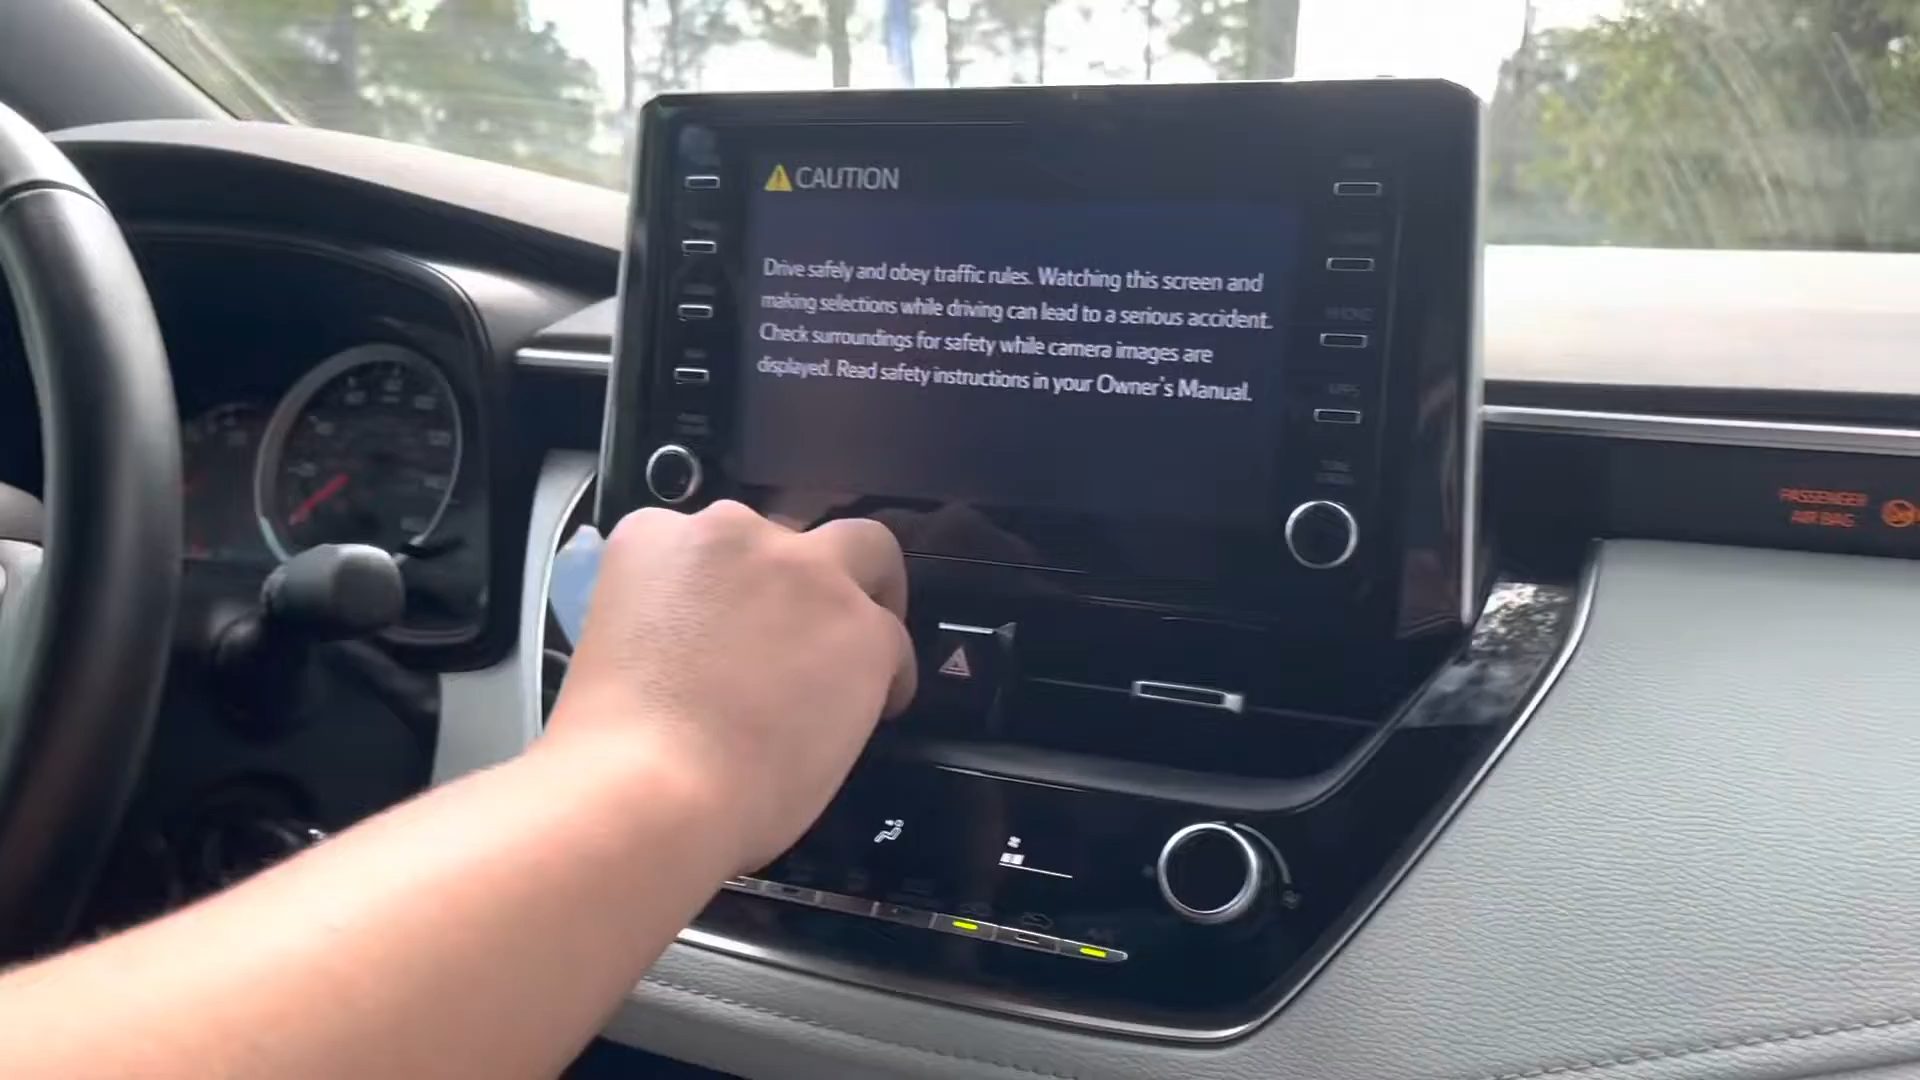 CAUTION
Drive safely and obey traffic rules. Watching this screen and
making selections while driving can lead to a serious accident.
Check surroundings for safety while camera images are
displayed. Read safety instructions in your Owner's Manual.
PHONE
APPS
PASSENGER
AIR BAG